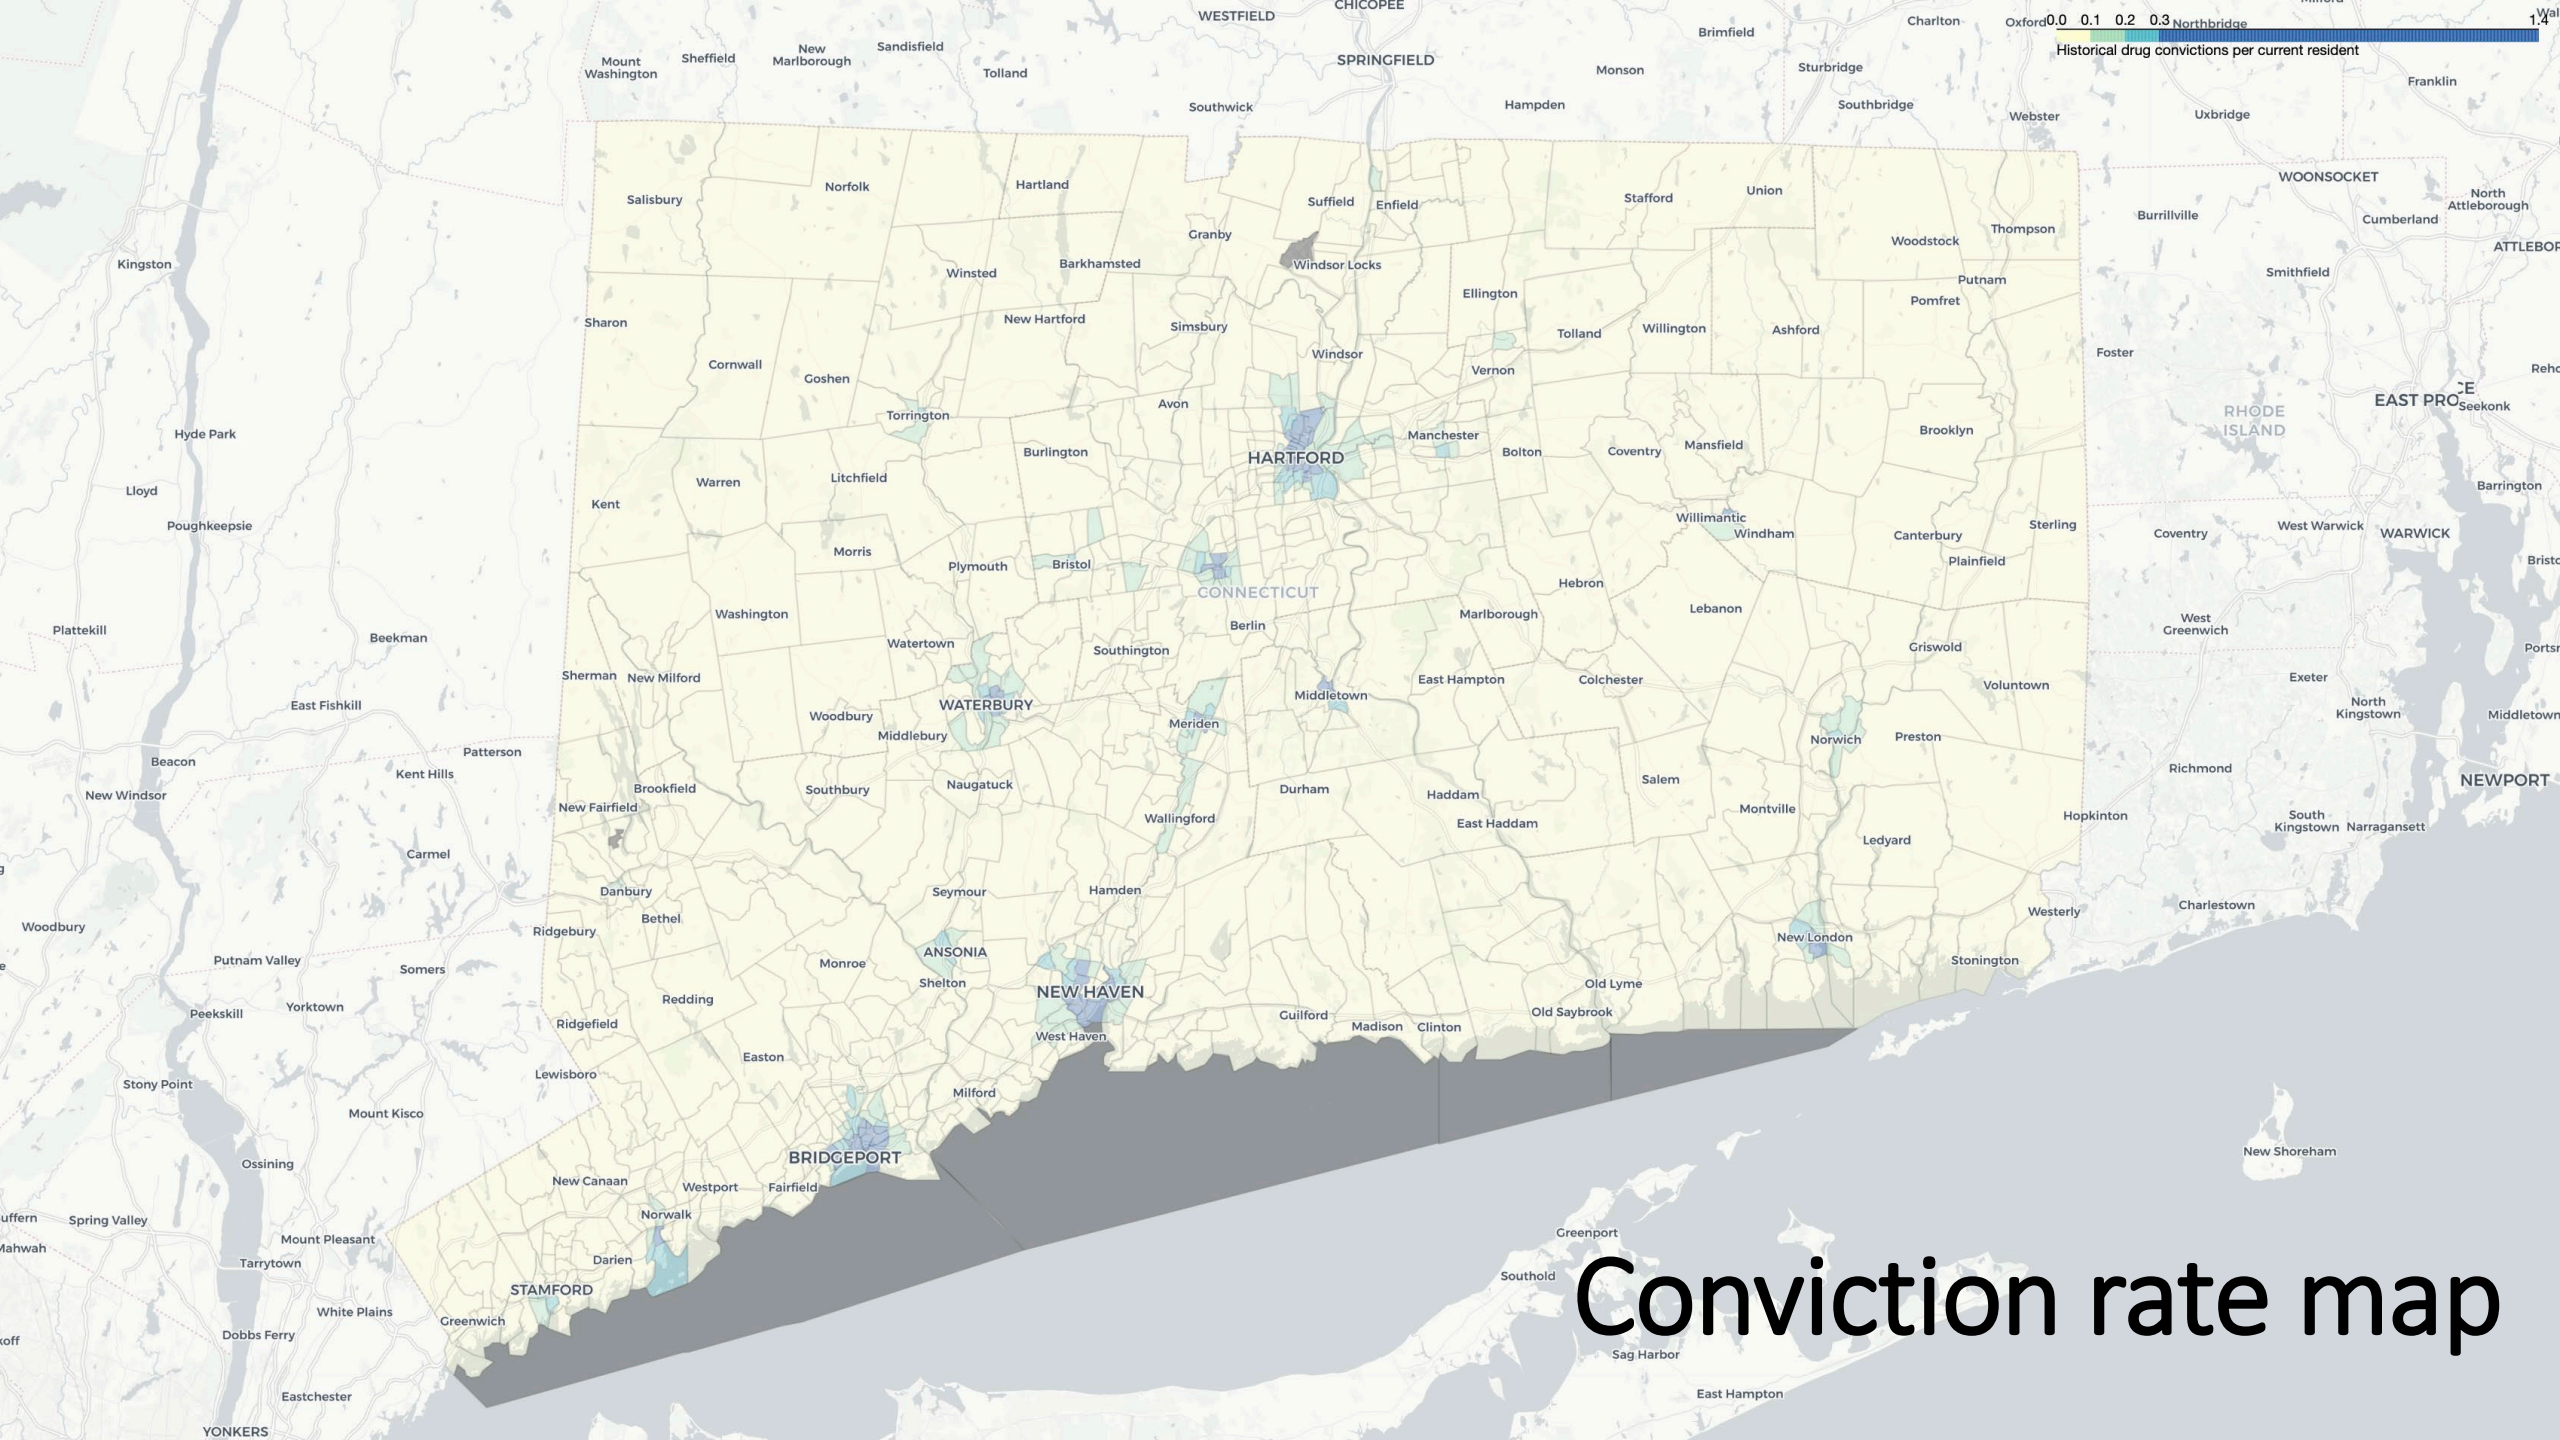 CHICOPEE
WESTFIELD
Charlton
Oxford
0.0 0.1 0.2 0.3 1.4
Northbridge
Historical drug convictions per current resident
Brimfield
New
Marlborough
Sandisfield
Sheffield
Mount
Washington
Tolland
SPRINGFIELD
Monson
Sturbridge
Franklin
Southwick
Hampden
Southbridge
Webster
Uxbridge
WOONSOCKET
Salisbury
Norfolk
Hartland
Suffield
Enfield
Stafford
Union
North
Attleborough
Burrillville
Cumberland
Granby
Thompson
Woodstock
ATTLEBOR
Kingston
Winsted
Barkhamsted
Windsor Locks
Smithfield
Putnam
Pomfret
Ellington
Sharon
New Hartford
Simsbury
Tolland
Willington
Ashford
Windsor
Foster
Cornwall
Goshen
Vernon
Reho
CE
EAST PRO
Seekonk
Avon
Torrington
RHODE
ISLAND
Hyde Park
Manchester
Brooklyn
Burlington
HARTFORD
Bolton
Coventry
Mansfield
Warren
Litchfield
Lloyd
Barrington
Kent
Poughkeepsie
Willimantic
Windham
Sterling
Canterbury
Coventry
West Warwick
WARWICK
Morris
Plymouth
Bristol
Plainfield
Bristo
Hebron
CONNECTICUT
Washington
Berlin
Marlborough
Lebanon
West
Greenwich
Plattekill
Beekman
Watertown
Southington
Griswold
Ports
Sherman
New Milford
East Hampton
Colchester
Voluntown
Exeter
East Fishkill
WATERBURY
Middletown
North
Kingstown
Middletown
Woodbury
Middlebury
Meriden
Norwich
Preston
Patterson
Beacon
Kent Hills
Richmond
NEWPORT
New Windsor
Brookfield
Southbury
Naugatuck
Durham
Haddam
Salem
New Fairfield
Wallingford
East Haddam
Montville
Hopkinton
South
Kingstown
Narragansett
Carmel
Ledyard
Danbury
Seymour
Hamden
Woodbury
Bethel
Ridgebury
Westerly
Charlestown
New London
ANSONIA
Putnam Valley
Somers
Monroe
Shelton
Stonington
Yorktown
Redding
NEW HAVEN
Old Lyme
Peekskill
Ridgefield
West Haven
Guilford
Madison
Clinton
Old Saybrook
Easton
Lewisboro
Stony Point
Milford
Mount Kisco
BRIDGEPORT
Ossining
New Canaan
Westport
Fairfield
New Shoreham
uffern
Spring Valley
Norwalk
Mahwah
Mount Pleasant
Tarrytown
Darien
Greenport
STAMFORD
Southold
White Plains
Greenwich
Dobbs Ferry
koff
Conviction rate map
Sag Harbor
Eastchester
East Hampton
YONKERS